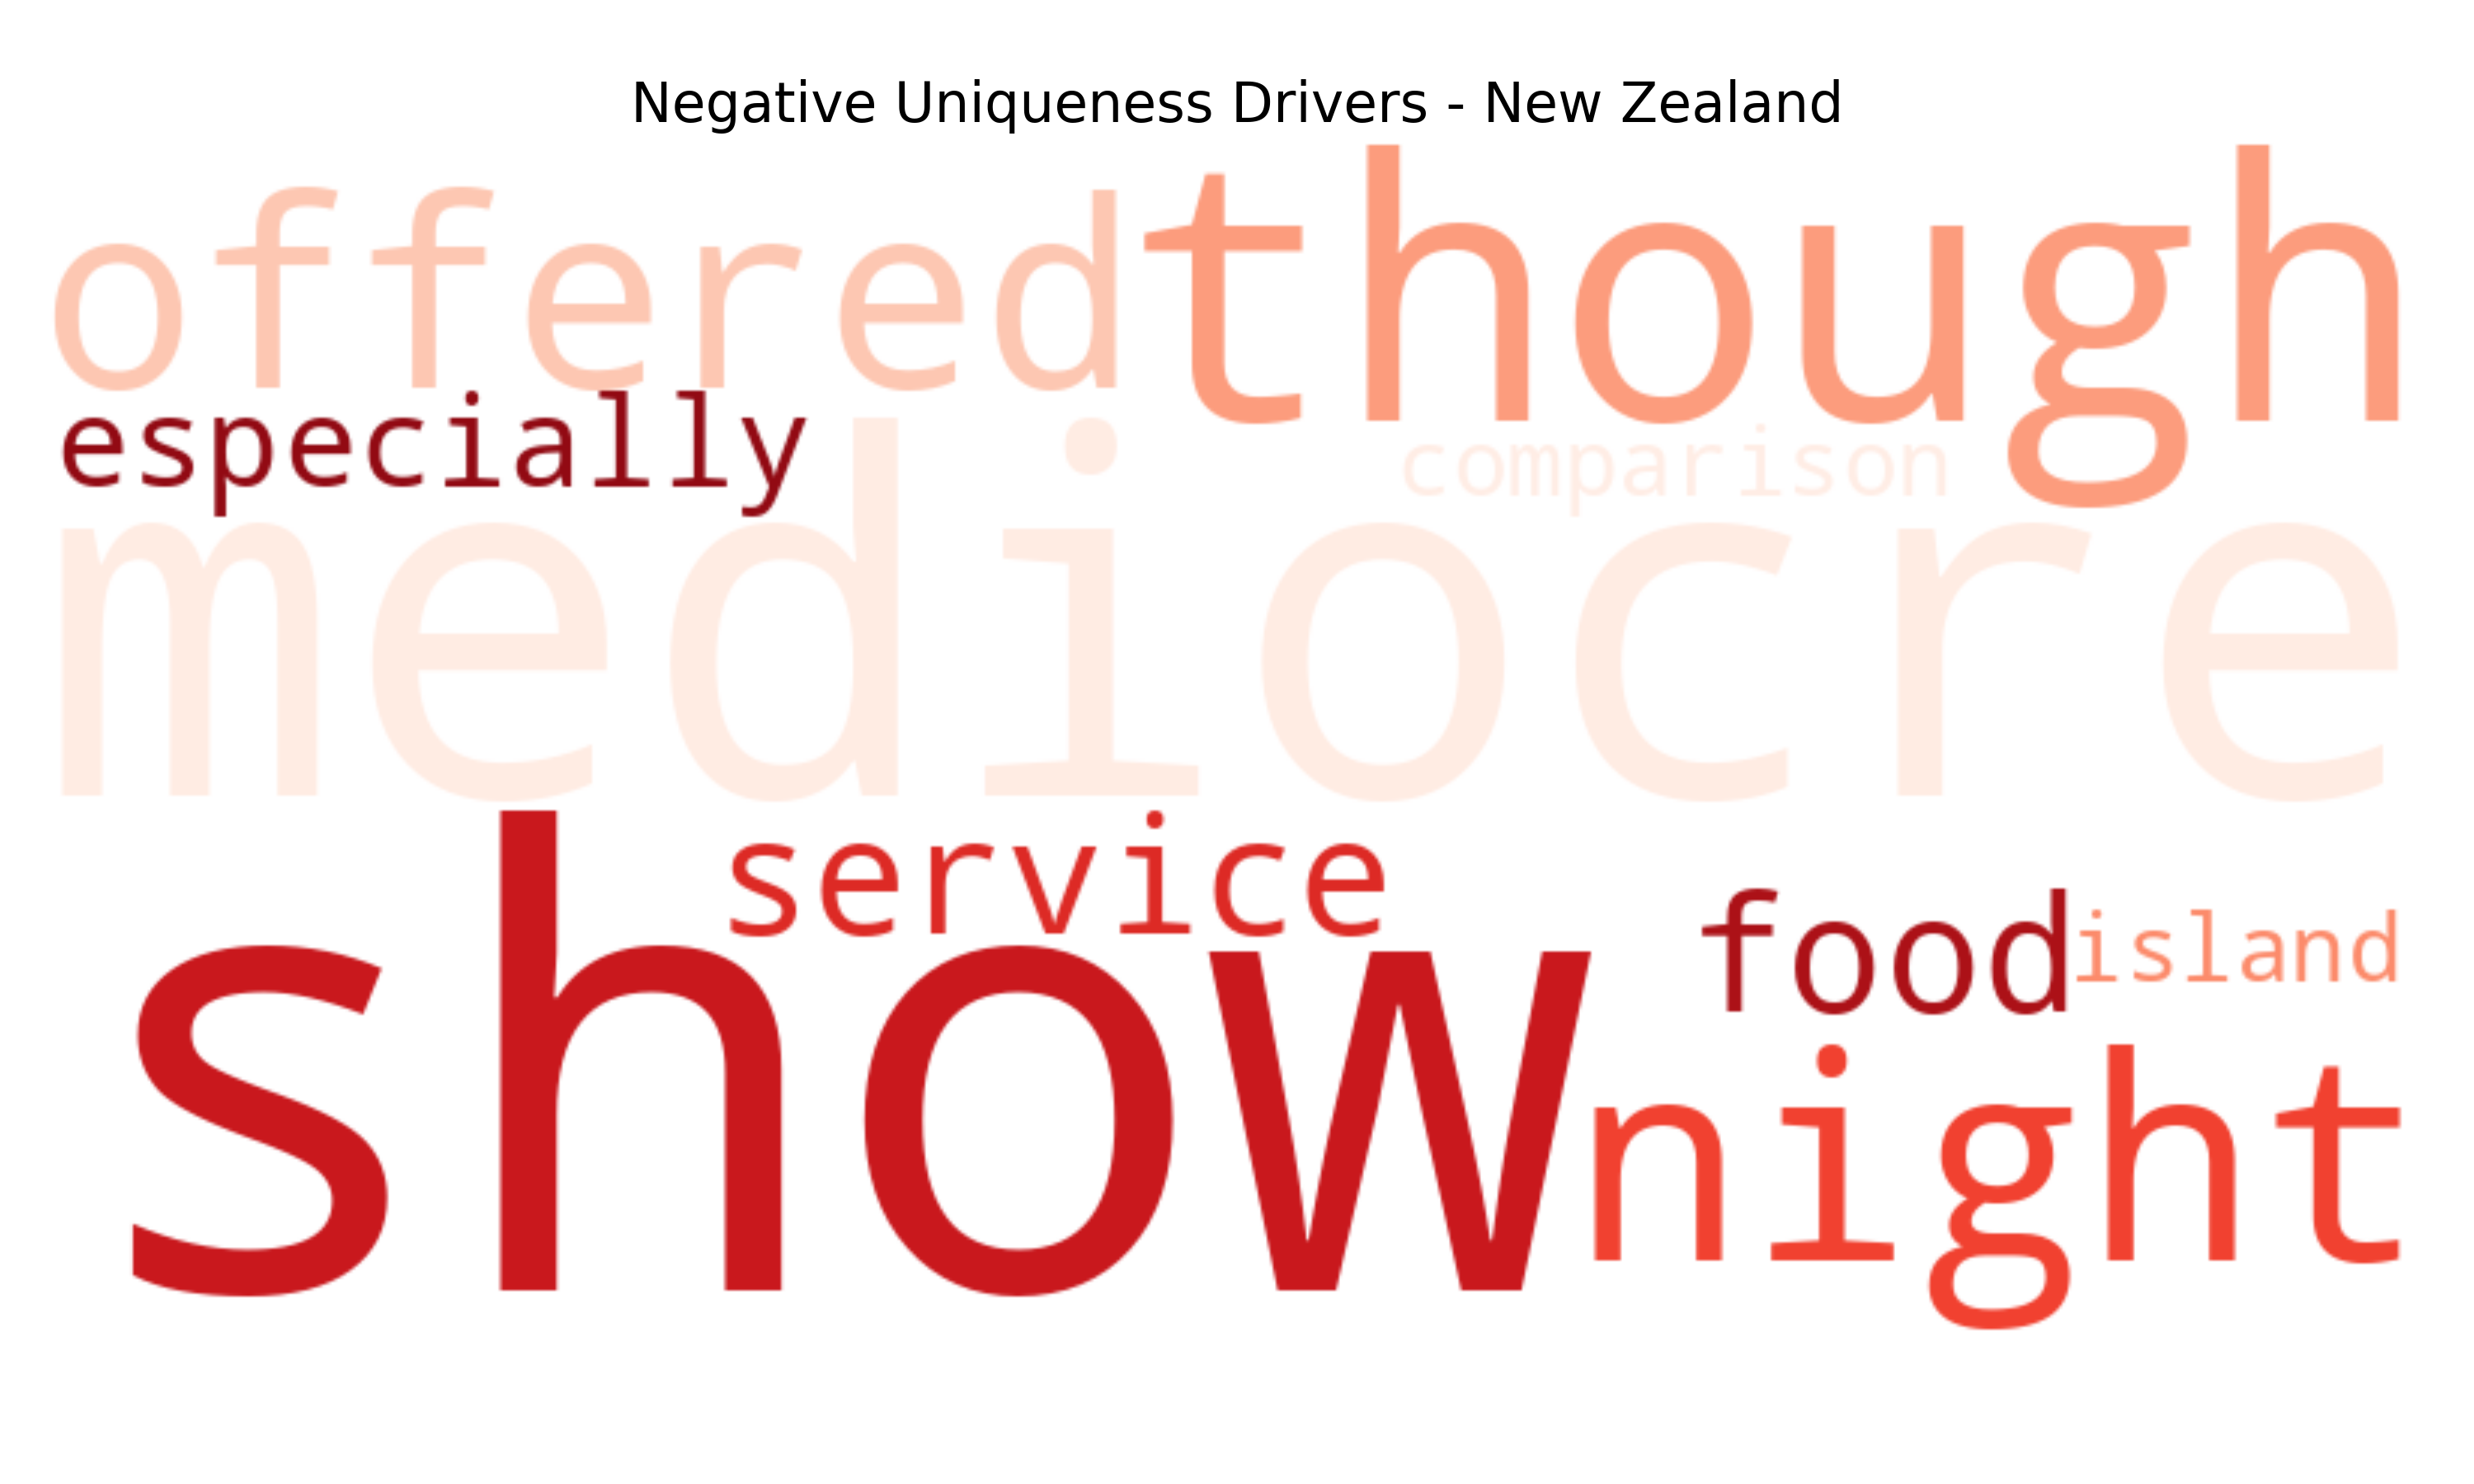 Negative Uniqueness Drivers - New Zealand
offered though
especially comparison
mediocre
service
food island
show night